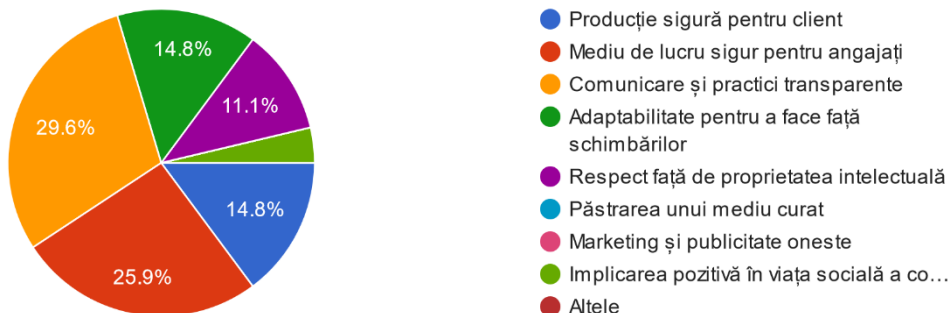 14.8%
11.1%
29.6%
14.8%
25.9%
Producție sigură pentru client
Mediu de lucru sigur pentru angajați
Comunicare și practici transparente
Adaptabilitate pentru a face față
schimbărilor
Respect față de proprietatea intelectuală
Păstrarea unui mediu curat
Marketing și publicitate oneste
Implicarea pozitivă în viața socială a co…
Altele